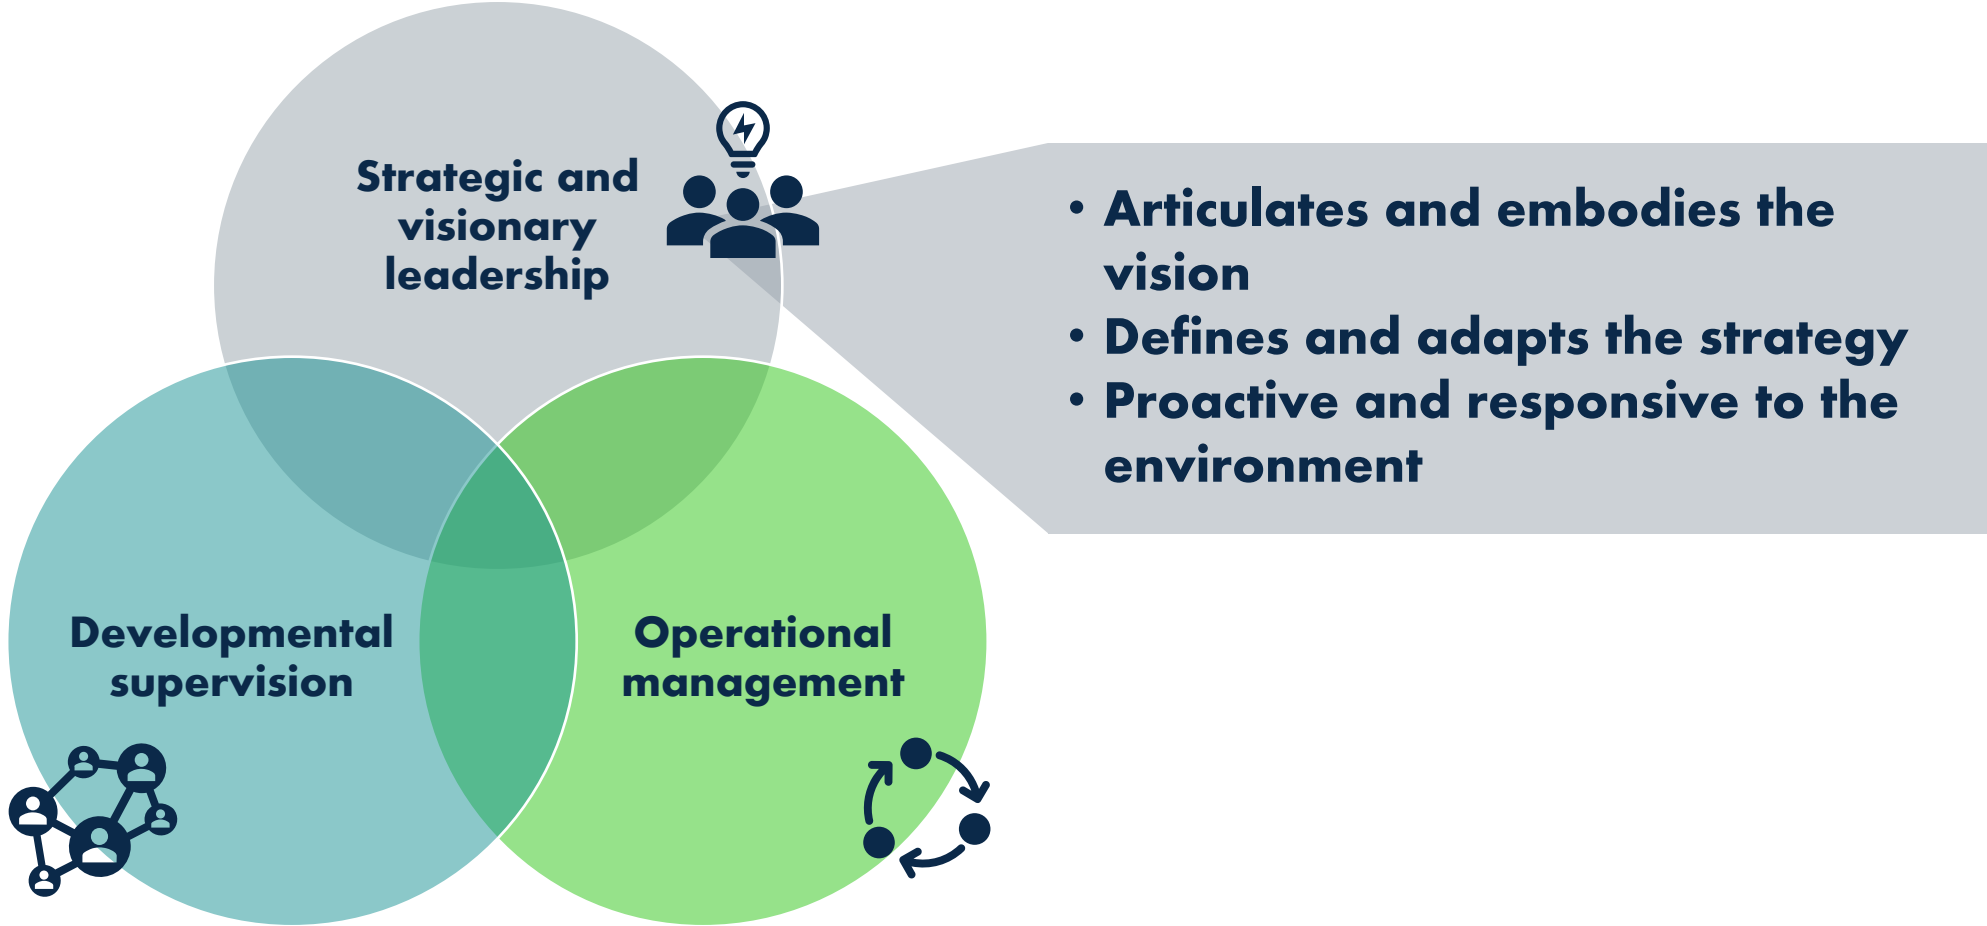 Strategic and
visionary
leadership
• Articulates and embodies the
vision
• Defines and adapts the strategy
• Proactive and responsive to the
environment
Developmental
supervision
Operational
management